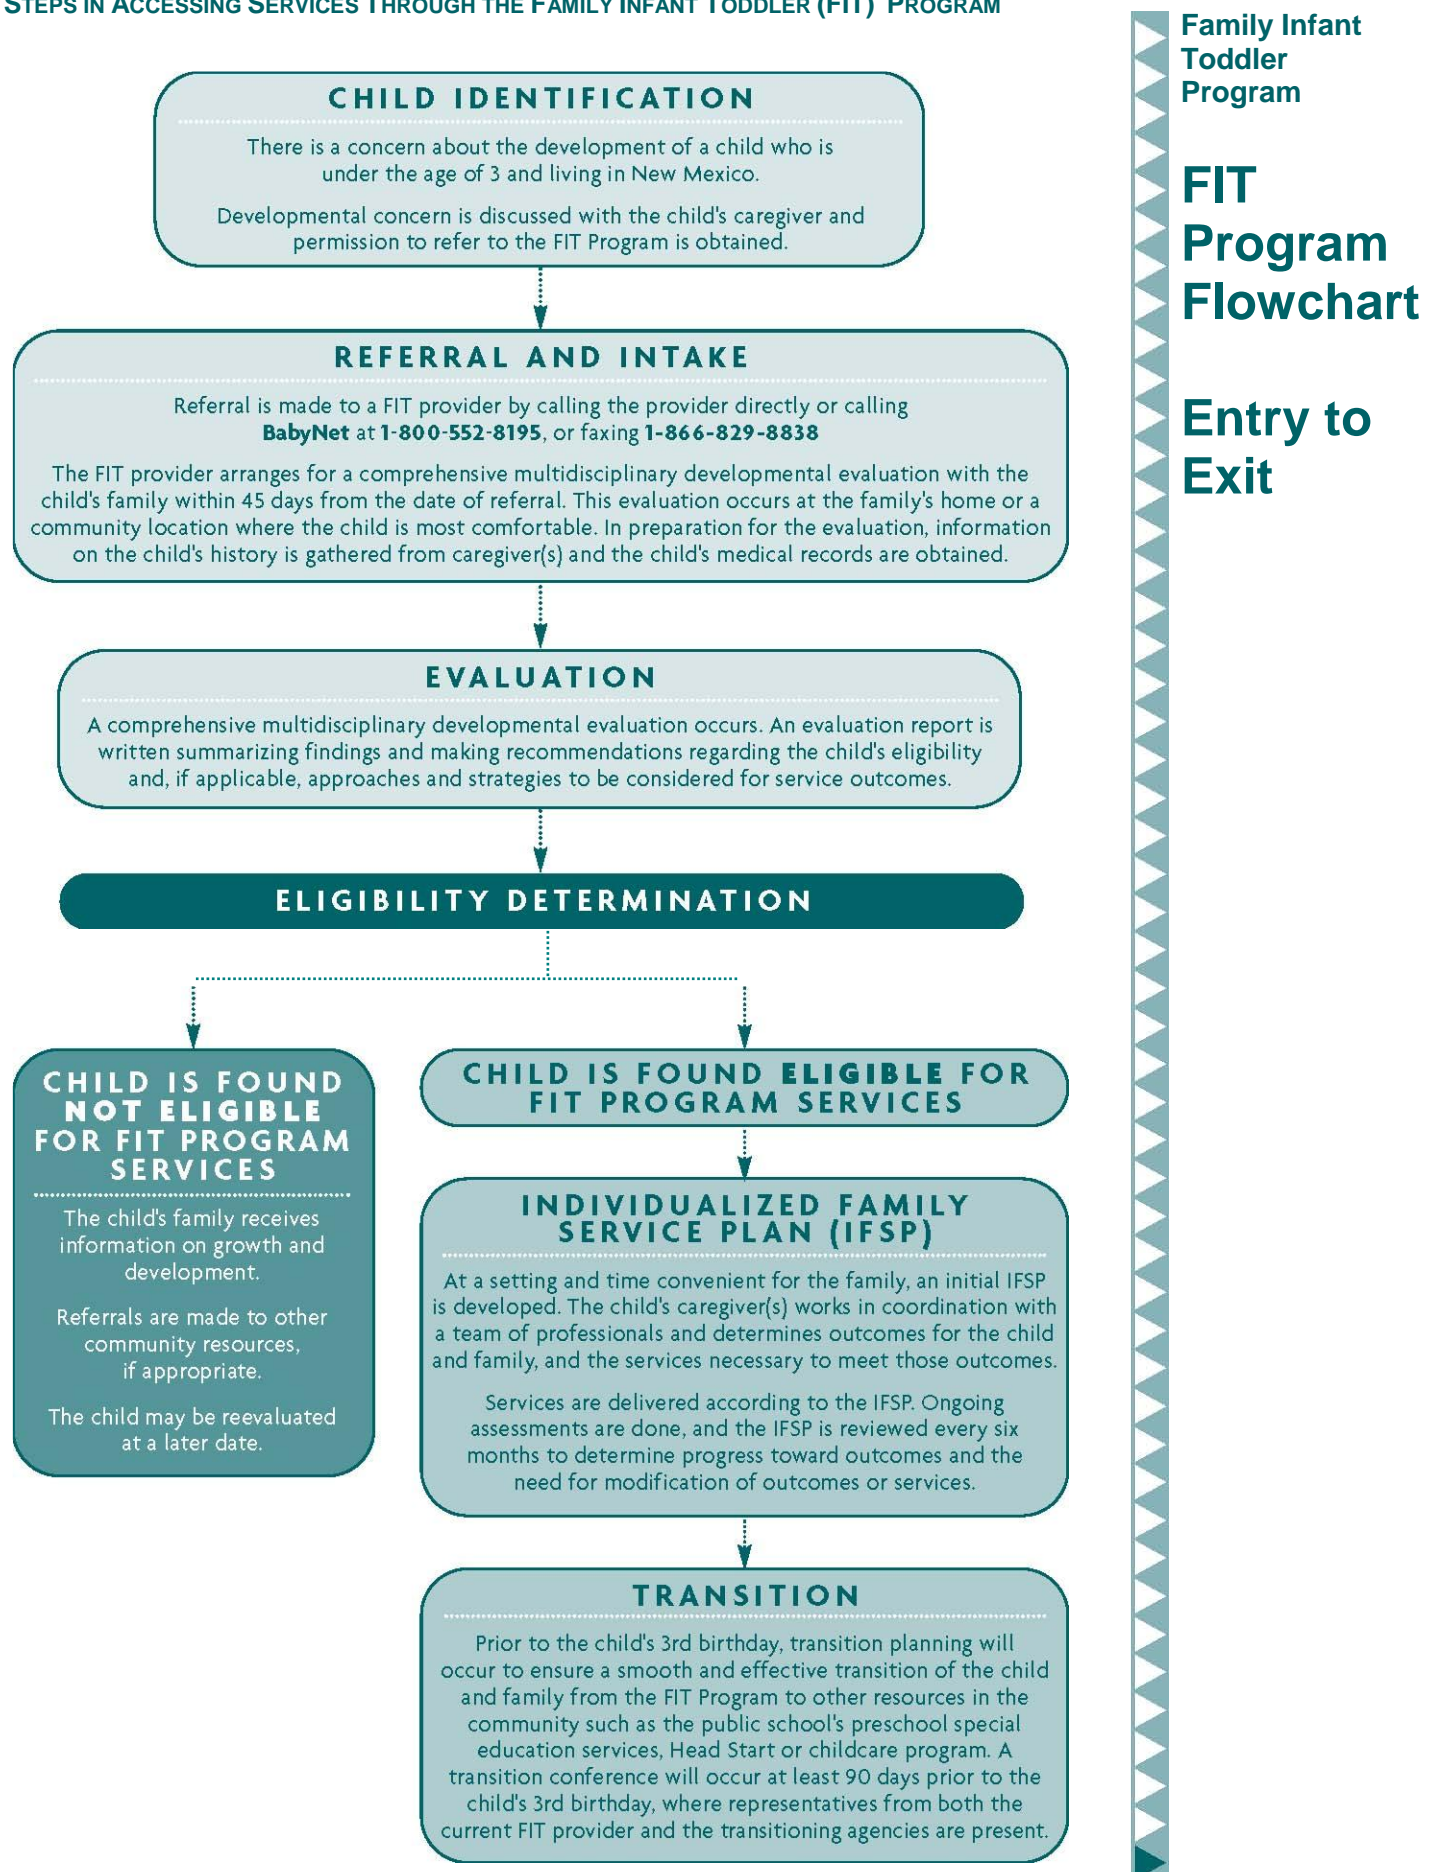 STEPS IN ACCESSING SERVICES THROUGH THE FAMILY INFANT TODDLER (FIT) PROGRAM
CHILD IDENTIFICATION
There is a concern about the development of a child who is
under the age of 3 and living in New Mexico.
Developmental concern is discussed with the child's caregiver and
permission to refer to the FIT Program is obtained.
REFERRAL AND INTAKE
Referral is made to a FIT provider by calling the provider directly or calling
BabyNet at 1-800-552-8195, or faxing 1-866-829-8838
The FIT provider arranges for a comprehensive multidisciplinary developmental evaluation with the
child's family within 45 days from the date of referral. This evaluation occurs at the family's home or a
community location where the child is most comfortable. In preparation for the evaluation, information
on the child's history is gathered from caregiver(s) and the child's medical records are obtained.
EVALUATION
A comprehensive multidisciplinary developmental evaluation occurs. An evaluation report is
written summarizing findings and making recommendations regarding the child's eligibility
and, if applicable, approaches and strategies to be considered for service outcomes.
ELIGIBILITY DETERMINATION
CHILD IS FOUND
NOT ELIGIBLE
FOR FIT PROGRAM
SERVICES
The child's family receives
information on growth and
development.
Referrals are made to other
community resources,
if appropriate.
The child may be reevaluated
at a later date.
CHILD IS FOUND ELIGIBLE FOR
FIT PROGRAM SERVICES
INDIVIDUALIZED FAMILY
SERVICE PLAN (IFSP)
At a setting and time convenient for the family, an initial IFSP
is developed. The child's caregiver(s) works in coordination with
a team of professionals and determines outcomes for the child
and family, and the services necessary to meet those outcomes.
Services are delivered according to the IFSP. Ongoing
assessments are done, and the IFSP is reviewed every six
months to determine progress toward outcomes and the
need for modification of outcomes or services.
TRANSITION
Prior to the child's 3rd birthday, transition planning will
occur to ensure a smooth and effective transition of the child
and family from the FIT Program to other resources in the
community such as the public school's preschool special
education services, Head Start or childcare program. A
transition conference will occur at least 90 days prior to the
child's 3rd birthday, where representatives from both the
current FIT provider and the transitioning agencies are present.
Family Infant
Toddler
Program
FIT
Program
Flowchart
Entry to
Exit